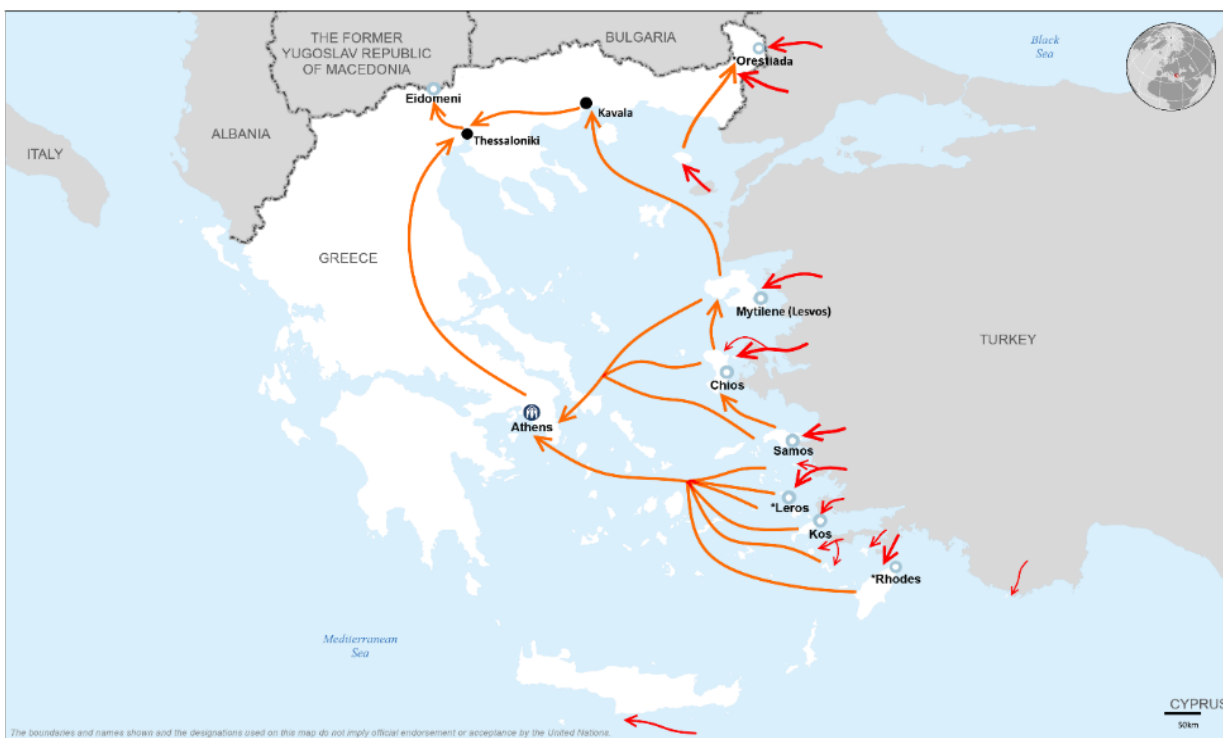 THE FORMER
YUGOSLAV REPUBLIC
OF MACEDONIA
BULGARIA
Black
Sea
*Orestiada
Eidomeni
Kavala
ALBANIA
Thessaloniki
ITALY
GREECE
Mytilene (Lesvos)
TURKEY
Chios
Athens
Samos
*Leros
Kos
*Rhodes
Mediterranean
Sea
CYPRUS
50km
The boundaries and names shown and the designations used on this map do not imply official endorsement or acceptance by the United Nations.